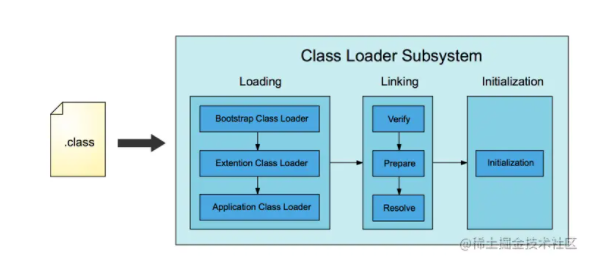 Class Loader Subsystem
Loading
Linking
Initialization
.class
Bootstrap Class Loader
Extention Class Loader
Application Class Loader
Verify
Prepare
Resolve
Initialization
@稀土掘金技术社区